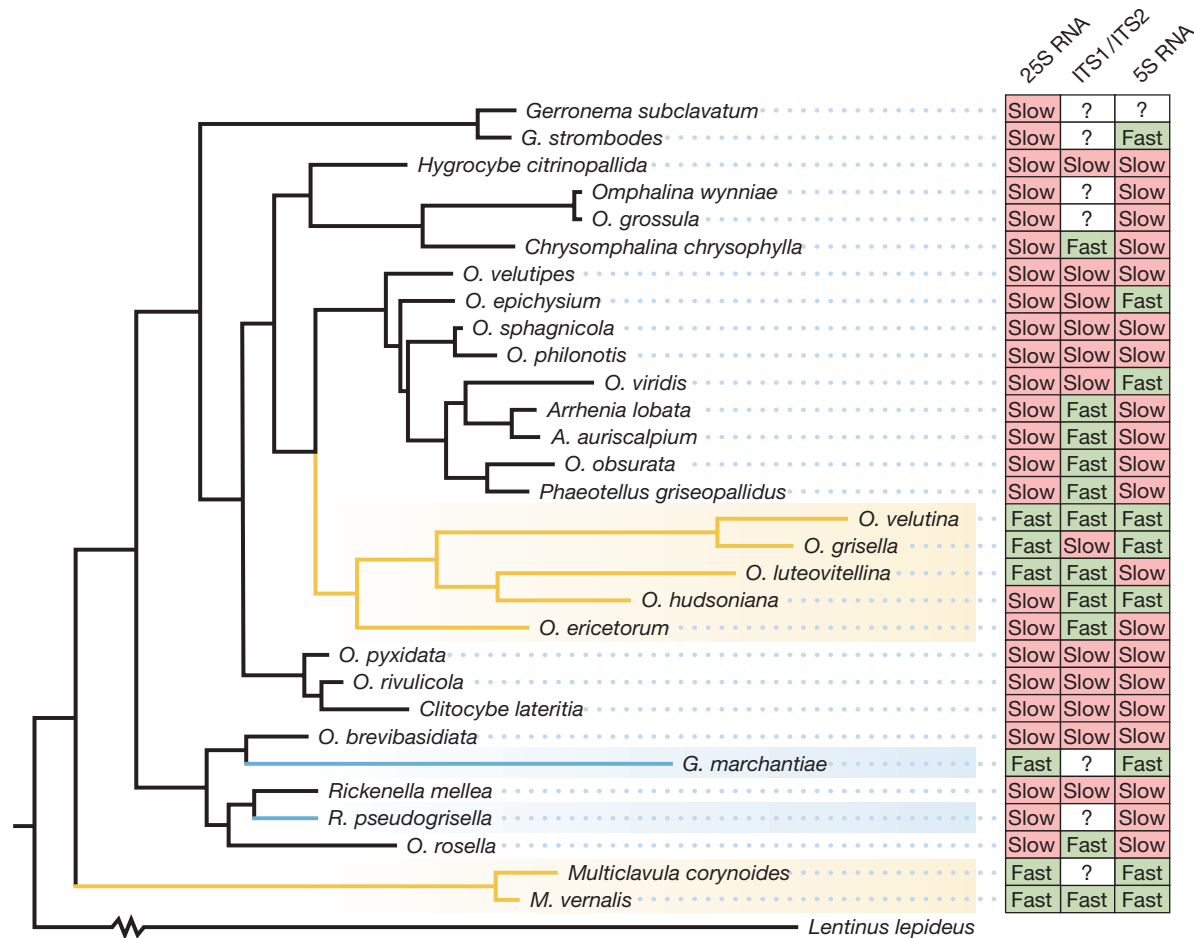 25S RNA ITS1/ITS2 5S RNA
Gerronema subclavatum Slow ? ?
G. strombodes Slow ? Fast
Hygrocybe citrinopallida Slow Slow Slow
Omphalina wynniae Slow ? Slow
O. grossula Slow ? Slow
Chrysomphalina chrysophylla Slow Fast Slow
O. velutipes Slow Slow Slow
O. epichysium Slow Slow Fast
O. sphagnicola Slow Slow Slow
O. philonotis Slow Slow Slow
O. viridis Slow Slow Fast
Arrhenia lobata Slow Fast Slow
A. auriscalpium Slow Fast Slow
O. obsurata Slow Fast Slow
Phaeotellus griseopallidus Slow Fast Slow
O. velutina Fast Fast Fast
O. grisella Fast Slow Fast
O. luteovitellina Fast Fast Slow
O. hudsoniana Slow Fast Fast
O. ericetorum Slow Fast Slow
O. pyxidata Slow Slow Slow
O. rivulicola Slow Slow Slow
Clitocybe lateritia Slow Slow Slow
O. brevibasidiata Slow Slow Slow
G. marchantiae Fast ? Fast
Rickenella mellea Slow Slow Slow
R. pseudogrisella Slow ? Slow
O. rosella Slow Fast Slow
Multiclavula corynoides Fast ? Fast
M. vernalis Fast Fast Fast
Lentinus lepideus